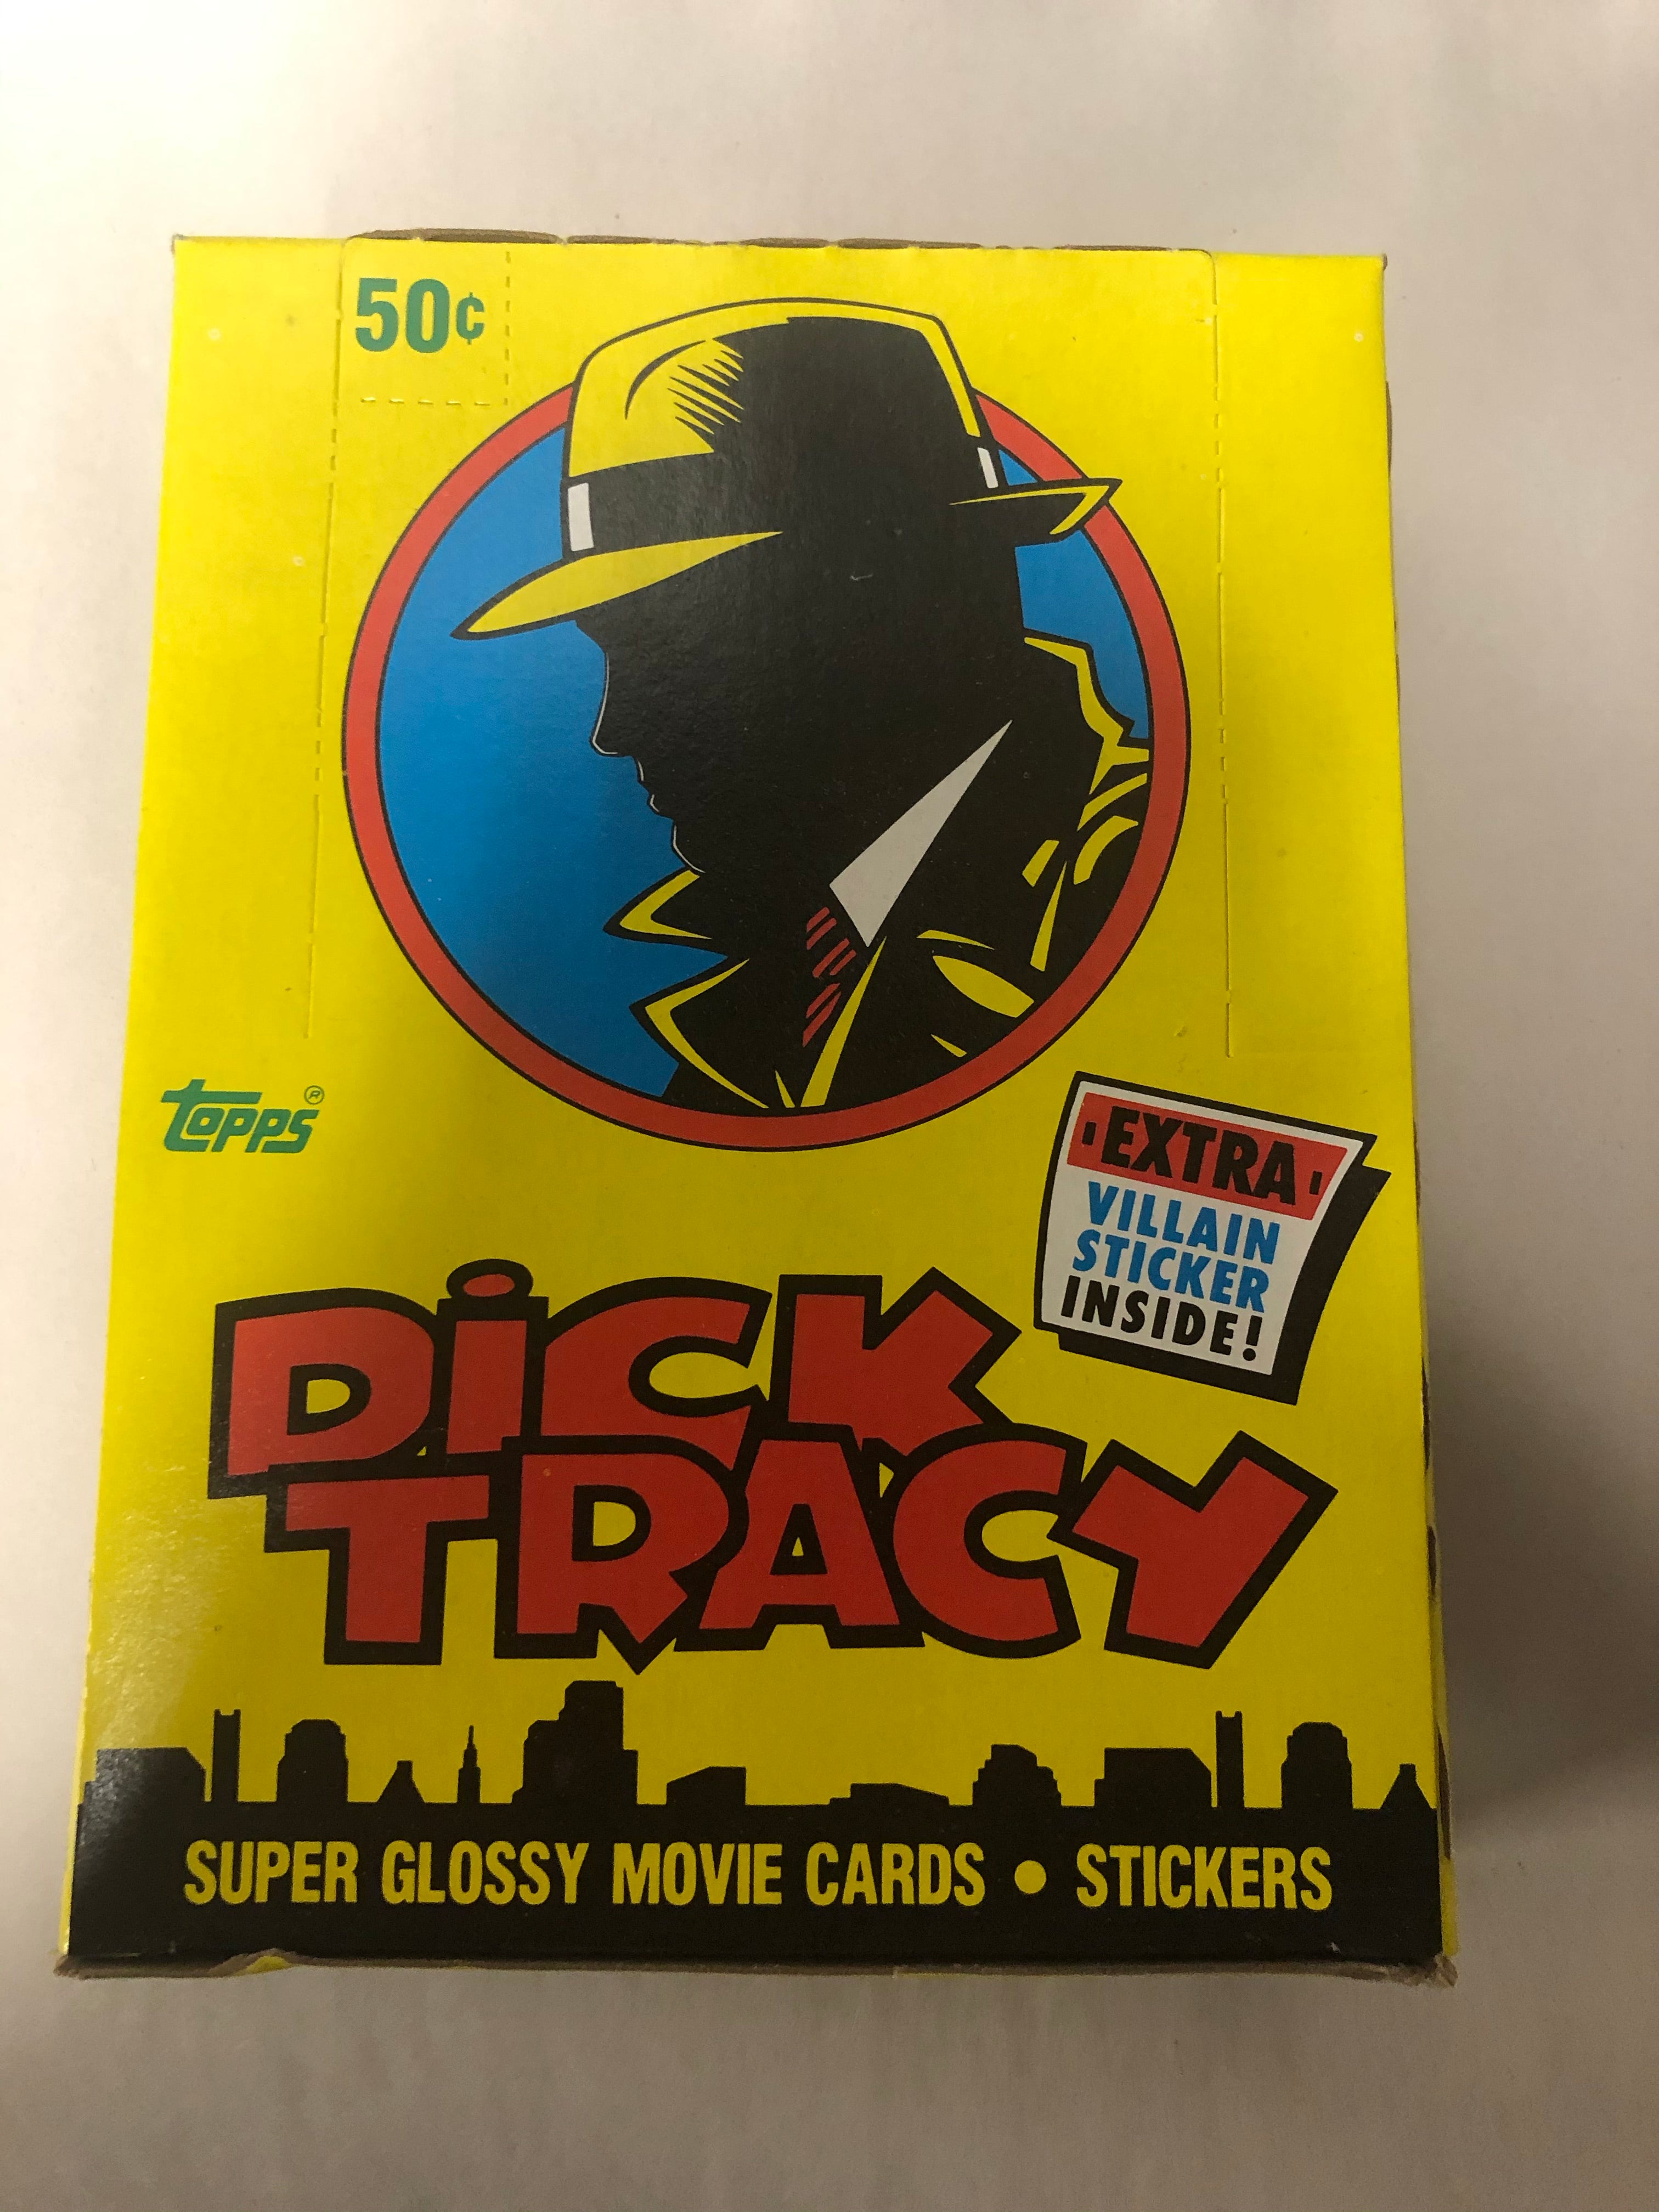 50¢
topps®
EXTRA
VILLAIN
STICKER
INSIDE!
DiCK
TRACY
SUPER GLOSSY MOVIE CARDS • STICKERS